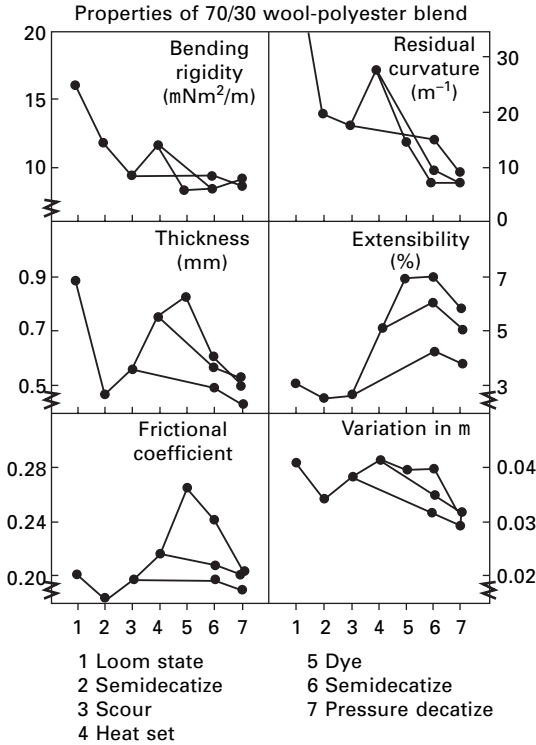 Properties of 70/30 wool-polyester blend
20
15
10
Bending
rigidity
(mNm²/m)
Residual
curvature
(m⁻¹)
30
20
10
0
0.9
0.7
0.5
Thickness
(mm)
Extensibility
(%)
7
5
3
0.28
0.24
0.20
Frictional
coefficient
Variation in m
0.04
0.03
0.02
1 2 3 4 5 6 7
1 2 3 4 5 6 7
1 Loom state
2 Semidecatize
3 Scour
4 Heat set
5 Dye
6 Semidecatize
7 Pressure decatize